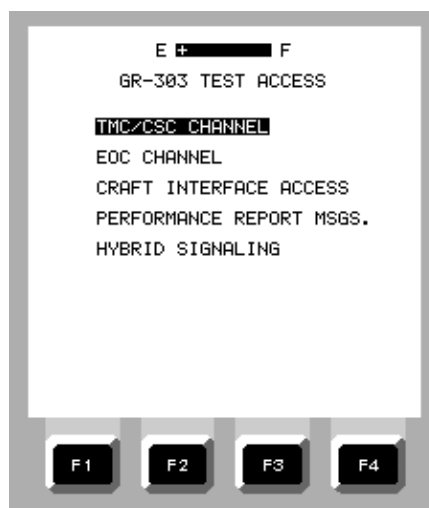 E + F
GR-303 TEST ACCESS
TMC/CSC CHANNEL
EOC CHANNEL
CRAFT INTERFACE ACCESS
PERFORMANCE REPORT MSGS.
HYBRID SIGNALING
F1 F2 F3 F4